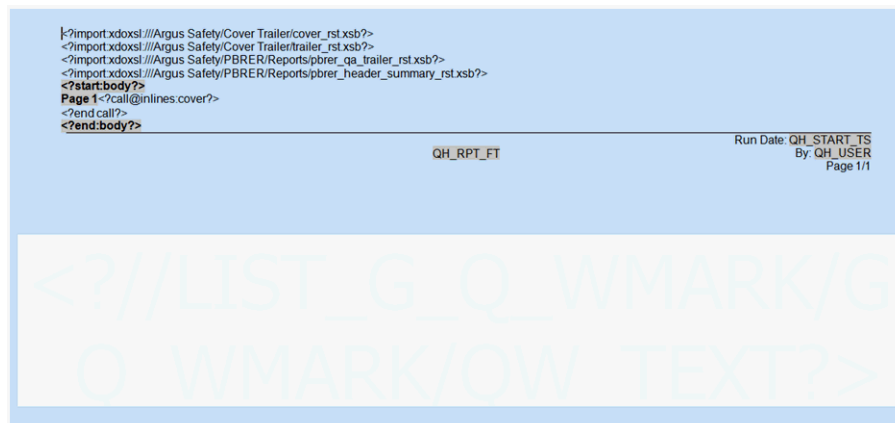 <?import:xdoxsl:///Argus Safety/Cover Trailer/cover_rst.xsb?>
<?import:xdoxsl:///Argus Safety/Cover Trailer/trailer_rst.xsb?>
<?import:xdoxsl:///Argus Safety/PBRER/Reports/pbrer_qa_trailer_rst.xsb?>
<?import:xdoxsl:///Argus Safety/PBRER/Reports/pbrer_header_summary_rst.xsb?>
<?start:body?>
Page 1<?call@inlines:cover?>
<?end call?>
<?end:body?>
Run Date: QH_START_TS
QH_RPT_FT By: QH_USER
Page 1/1
<?//LIST_G_Q_WMARK/G
Q_WMARK/QW_TEXT?>